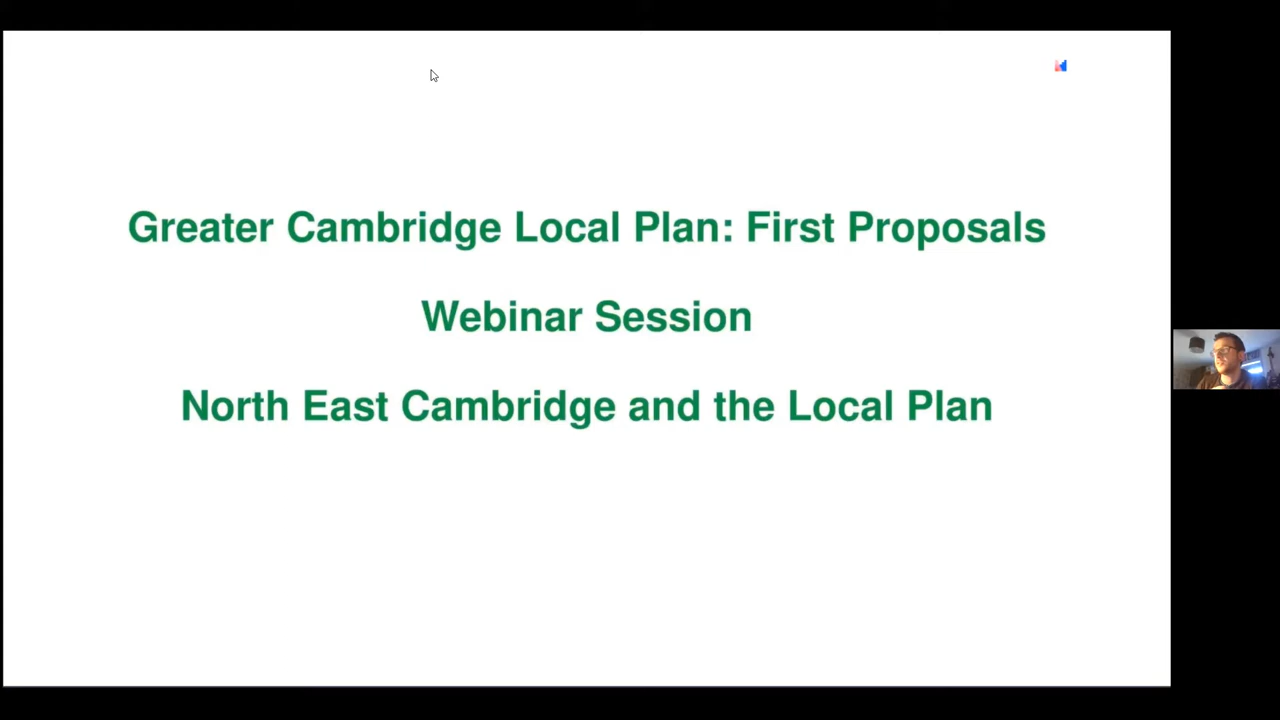 Greater Cambridge Local Plan: First Proposals
Webinar Session
North East Cambridge and the Local Plan